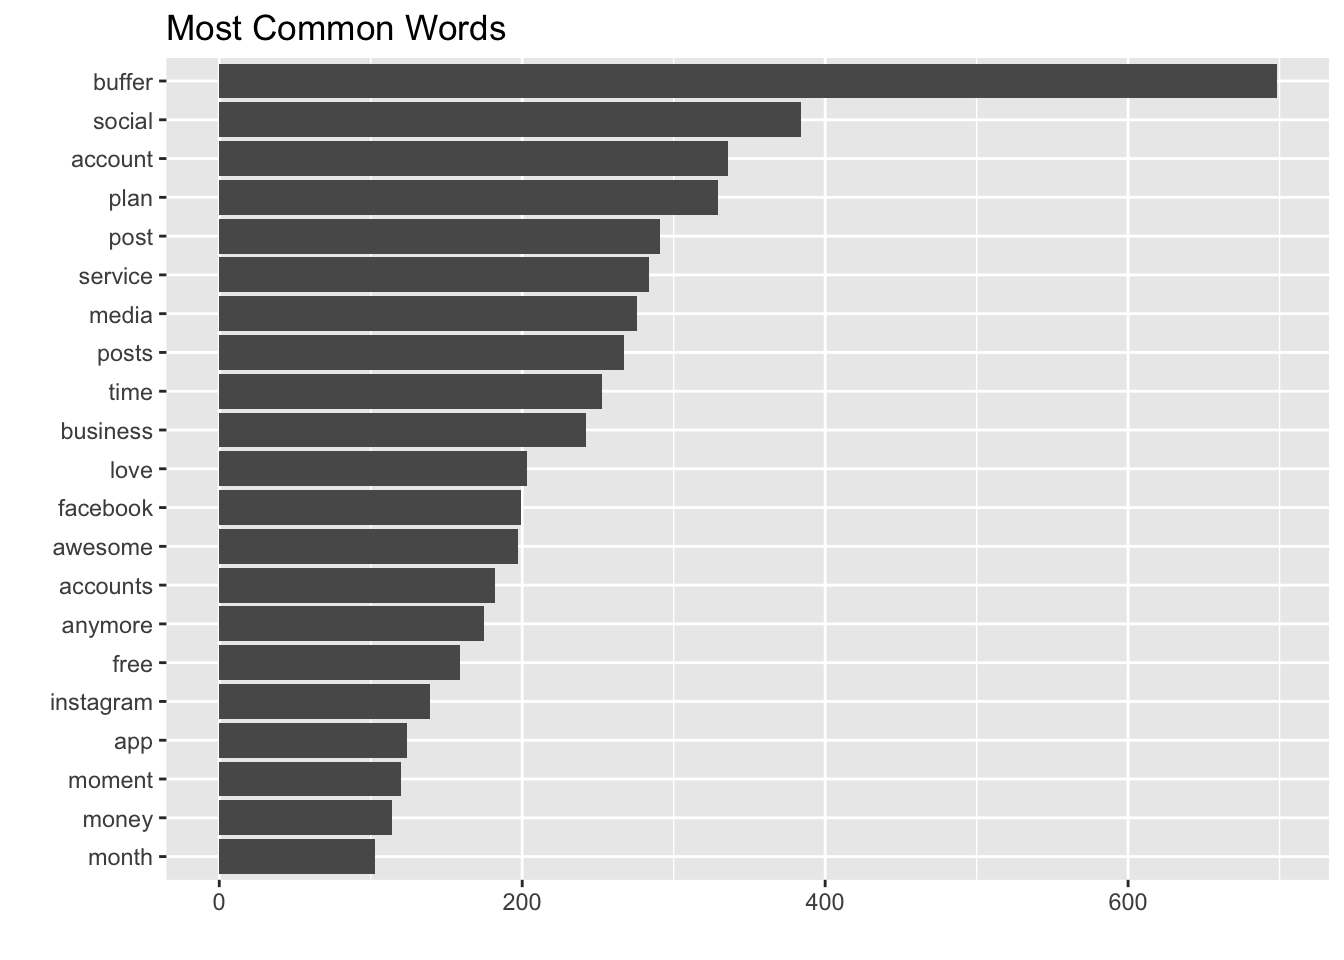 Most Common Words
buffer
social
account
plan
post
service
media
posts
time
business
love
facebook
awesome
accounts
anymore
free
instagram
app
moment
money
month
0 200 400 600